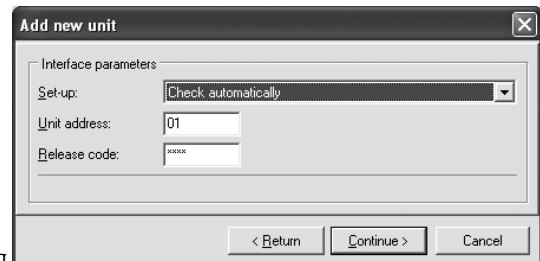 Add new unit
Interface parameters
Set-up: Check automatically
Unit address: 01
Release code: ****
< Return Continue > Cancel